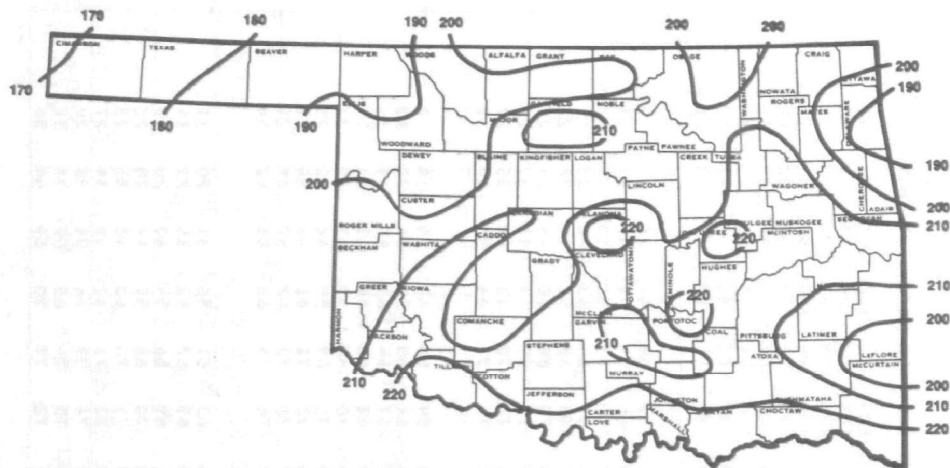 170 180 190 200 200 200
CIMARRON TEXAS BEAVER HARPER WOODS ALFALFA GRANT KAY OSAGE WASHINGTON CRAIG OTTAWA 200
170 NOWATA 190
180 190 ELLIS MAJOR GARFIELD NOBLE ROGERS MAYES DELAWARE
210
WOODWARD PAYNE PAWNEE
DEWEY BLAINE KINGFISHER LOGAN CREEK TULSA 190
200 LINCOLN WAGONER CHEROKEE
CUSTER ADAIR 200
CANADIAN OKLAHOMA SEQUOYAH
ROGER MILLS CADDO 220 OKMULGEE MUSKOGEE 210
BECKHAM WASHITA OKFUSKEE 220 MCINTOSH
CLEVELAND
GRADY POTTAWATOMIE SEMINOLE HUGHES
GREER KIOWA 210
220
HARMON JACKSON COMANCHE MCCLAIN PONTOTOC 200
GARVIN COAL PITTSBURG LATIMER
STEPHENS 210 ATOKA LEFLORE
TILLMAN MURRAY MCCURTAIN
210 220 COTTON 200
JEFFERSON JOHNSTON PUSHMATAHA 210
CARTER MARSHALL BRYAN CHOCTAW
LOVE 220